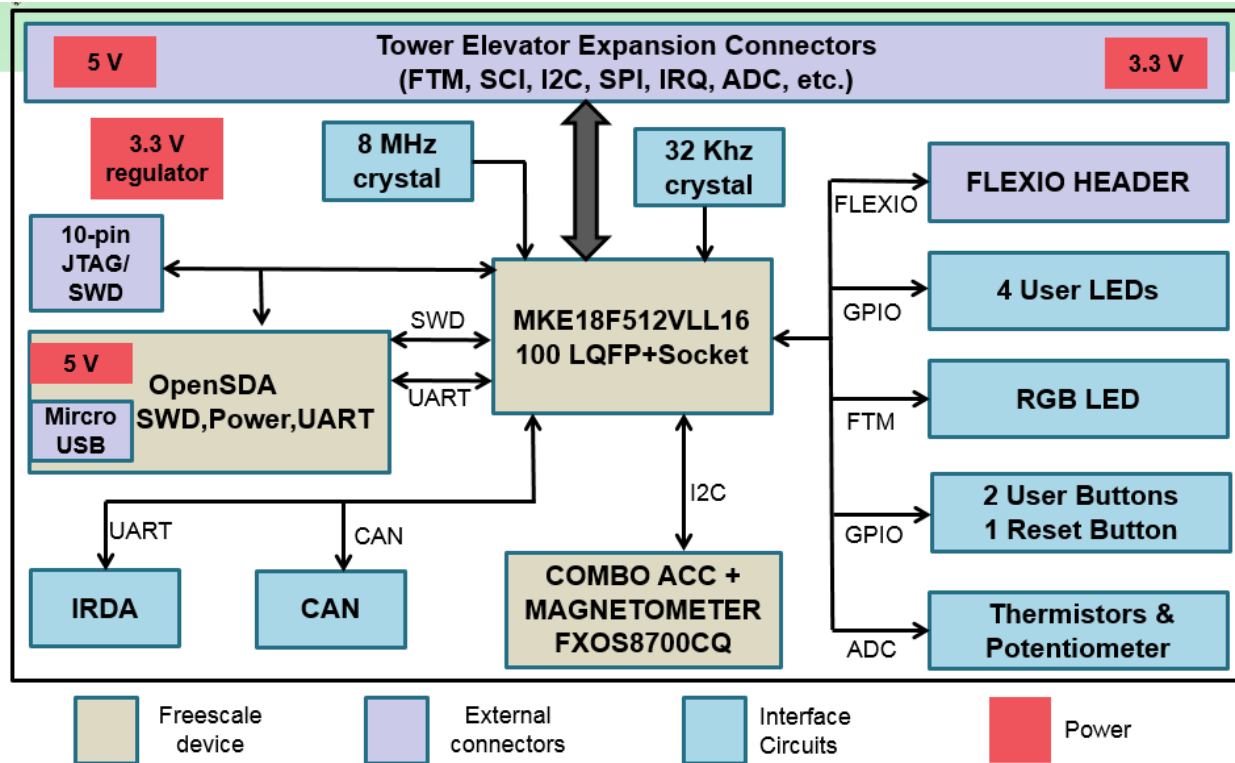 Tower Elevator Expansion Connectors
(FTM, SCI, I2C, SPI, IRQ, ADC, etc.)
5 V
3.3 V
3.3 V
regulator
8 MHz
crystal
32 Khz
crystal
10-pin
JTAG/
SWD
MKE18F512VLL16
100 LQFP+Socket
SWD
UART
5 V
OpenSDA
SWD,Power,UART
Mircro
USB
FLEXIO
FLEXIO HEADER
GPIO
4 User LEDs
FTM
RGB LED
GPIO
2 User Buttons
1 Reset Button
ADC
Thermistors &
Potentiometer
UART
CAN
I2C
IRDA
CAN
COMBO ACC +
MAGNETOMETER
FXOS8700CQ
Freescale
device
External
connectors
Interface
Circuits
Power